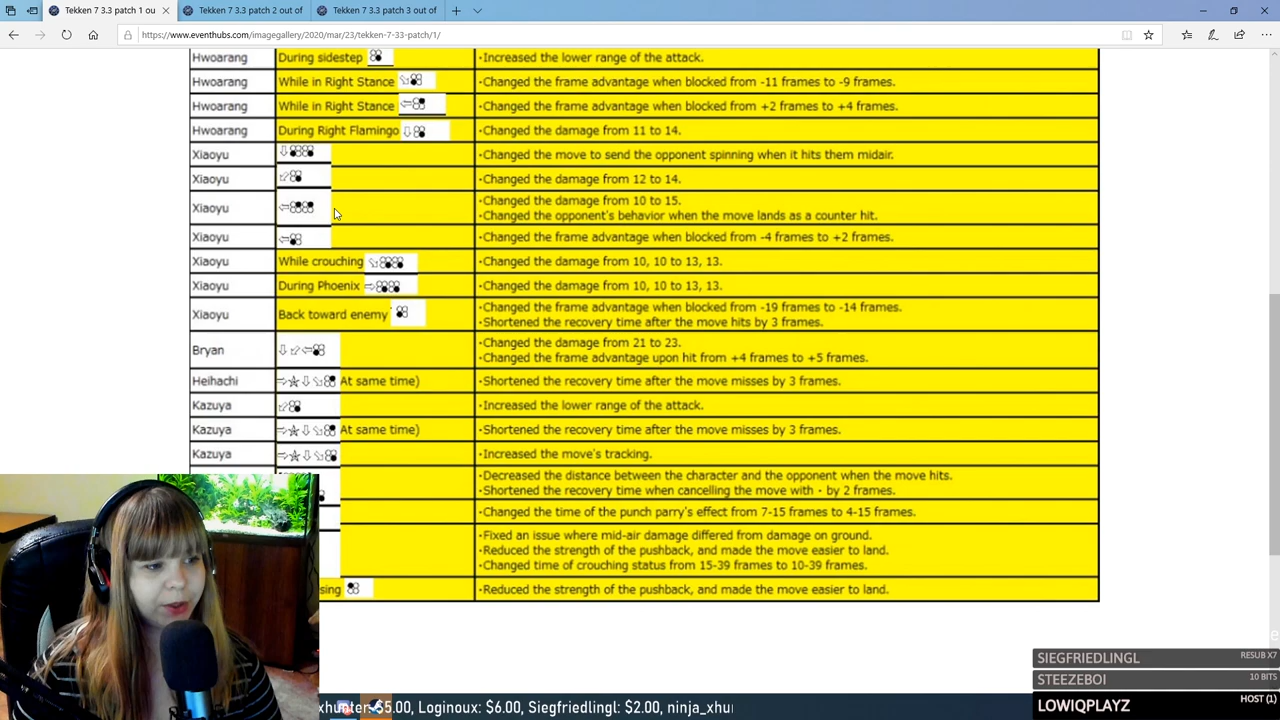 Tekken 7 3.3 patch 1 ou
Tekken 7 3.3 patch 2 out of
Tekken 7 3.3 patch 3 out of
https://www.eventhubs.com/imagegallery/2020/mar/23/tekken-7-33-patch/1/
Hwoarang During sidestep •Increased the lower range of the attack.
Hwoarang While in Right Stance •Changed the frame advantage when blocked from -11 frames to -9 frames.
Hwoarang While in Right Stance •Changed the frame advantage when blocked from +2 frames to +4 frames.
Hwoarang During Right Flamingo •Changed the damage from 11 to 14.
Xiaoyu •Changed the move to send the opponent spinning when it hits them midair.
Xiaoyu •Changed the damage from 12 to 14.
Xiaoyu •Changed the damage from 10 to 15.
•Changed the opponent's behavior when the move lands as a counter hit.
Xiaoyu •Changed the frame advantage when blocked from -4 frames to +2 frames.
Xiaoyu While crouching •Changed the damage from 10, 10 to 13, 13.
Xiaoyu During Phoenix •Changed the damage from 10, 10 to 13, 13.
Xiaoyu Back toward enemy •Changed the frame advantage when blocked from -19 frames to -14 frames.
•Shortened the recovery time after the move hits by 3 frames.
Bryan •Changed the damage from 21 to 23.
•Changed the frame advantage upon hit from +4 frames to +5 frames.
Heihachi At same time) •Shortened the recovery time after the move misses by 3 frames.
Kazuya •Increased the lower range of the attack.
Kazuya At same time) •Shortened the recovery time after the move misses by 3 frames.
Kazuya •Increased the move's tracking.
•Decreased the distance between the character and the opponent when the move hits.
•Shortened the recovery time when cancelling the move with - by 2 frames.
•Changed the time of the punch parry's effect from 7-15 frames to 4-15 frames.
•Fixed an issue where mid-air damage differed from damage on ground.
•Reduced the strength of the pushback, and made the move easier to land.
•Changed time of crouching status from 15-39 frames to 10-39 frames.
sing •Reduced the strength of the pushback, and made the move easier to land.
SIEGFRIEDLINGL RESUB X7
STEEZEBOI 10 BITS
LOWIQPLAYZ HOST (1)
xhunter: $5.00, Loginoux: $6.00, Siegfriedlingl: $2.00, ninja_xhu